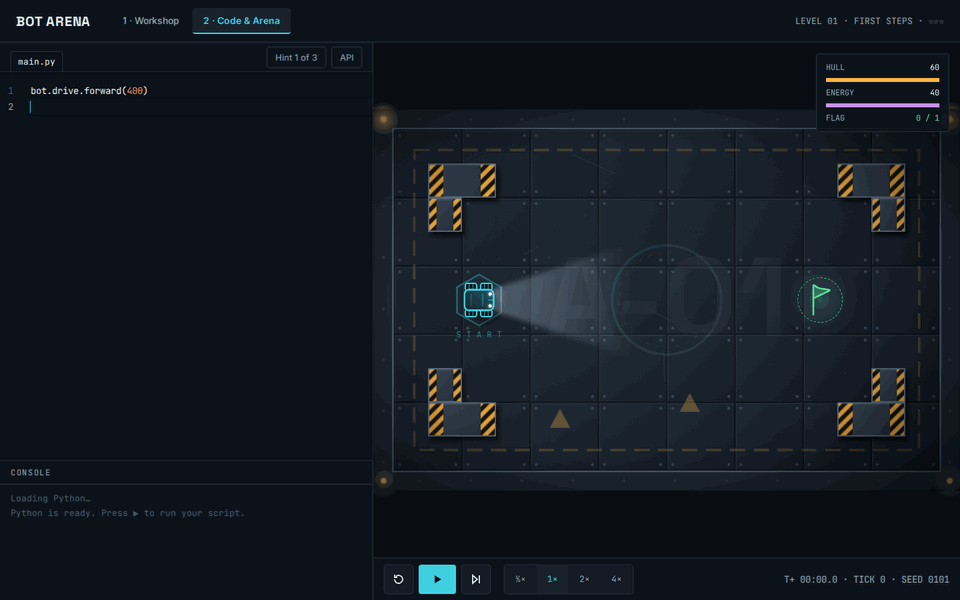 BOT ARENA
1 · Workshop
2 · Code & Arena
LEVEL 01 · FIRST STEPS ·
main.py
Hint 1 of 3
API
1 bot.drive.forward(400)
2
HULL 60
ENERGY 40
FLAG 0 / 1
A-01
START
CONSOLE
Loading Python…
Python is ready. Press ▶ to run your script.
½×
1×
2×
4×
T+ 00:00.0 · TICK 0 · SEED 0101